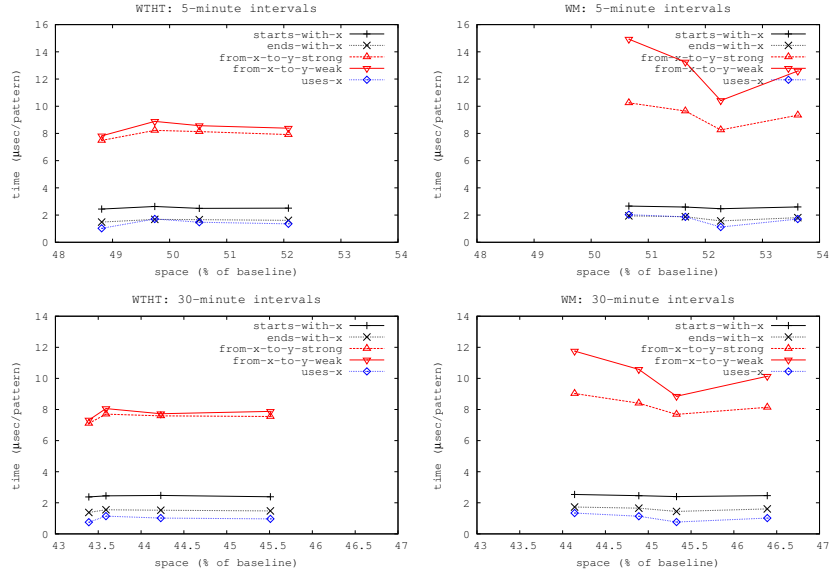 WTHT: 5-minute intervals
16
14
12
10
8
6
4
2
0
48 49 50 51 52 53 54
time (μsec/pattern)
space (% of baseline)
starts-with-x
ends-with-x
from-x-to-y-strong
from-x-to-y-weak
uses-x
WM: 5-minute intervals
16
14
12
10
8
6
4
2
0
48 49 50 51 52 53 54
time (μsec/pattern)
space (% of baseline)
starts-with-x
ends-with-x
from-x-to-y-strong
from-x-to-y-weak
uses-x
WTHT: 30-minute intervals
14
12
10
8
6
4
2
0
43 43.5 44 44.5 45 45.5 46 46.5 47
time (μsec/pattern)
space (% of baseline)
starts-with-x
ends-with-x
from-x-to-y-strong
from-x-to-y-weak
uses-x
WM: 30-minute intervals
14
12
10
8
6
4
2
0
43 43.5 44 44.5 45 45.5 46 46.5 47
time (μsec/pattern)
space (% of baseline)
starts-with-x
ends-with-x
from-x-to-y-strong
from-x-to-y-weak
uses-x